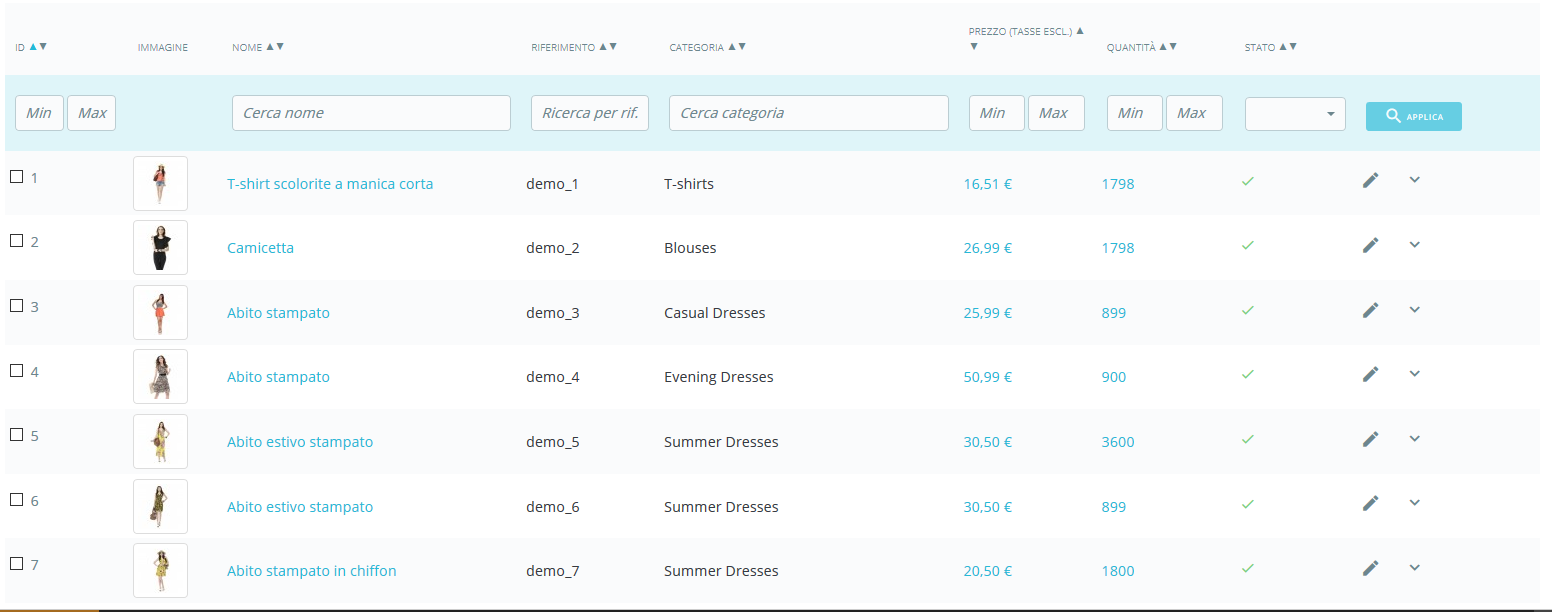 ID IMMAGINE NOME RIFERIMENTO CATEGORIA PREZZO (TASSE ESCL.) QUANTITÀ STATO
Min Max Cerca nome Ricerca per rif. Cerca categoria Min Max Min Max APPLICA
1 T-shirt scolorite a manica corta demo_1 T-shirts 16,51 € 1798
2 Camicetta demo_2 Blouses 26,99 € 1798
3 Abito stampato demo_3 Casual Dresses 25,99 € 899
4 Abito stampato demo_4 Evening Dresses 50,99 € 900
5 Abito estivo stampato demo_5 Summer Dresses 30,50 € 3600
6 Abito estivo stampato demo_6 Summer Dresses 30,50 € 899
7 Abito stampato in chiffon demo_7 Summer Dresses 20,50 € 1800